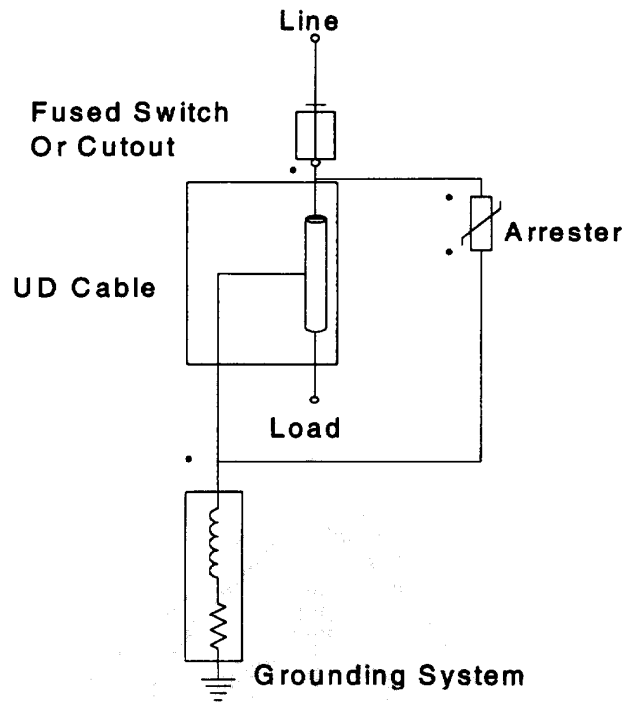 Line
Fused Switch
Or Cutout
Arrester
UD Cable
Load
Grounding System